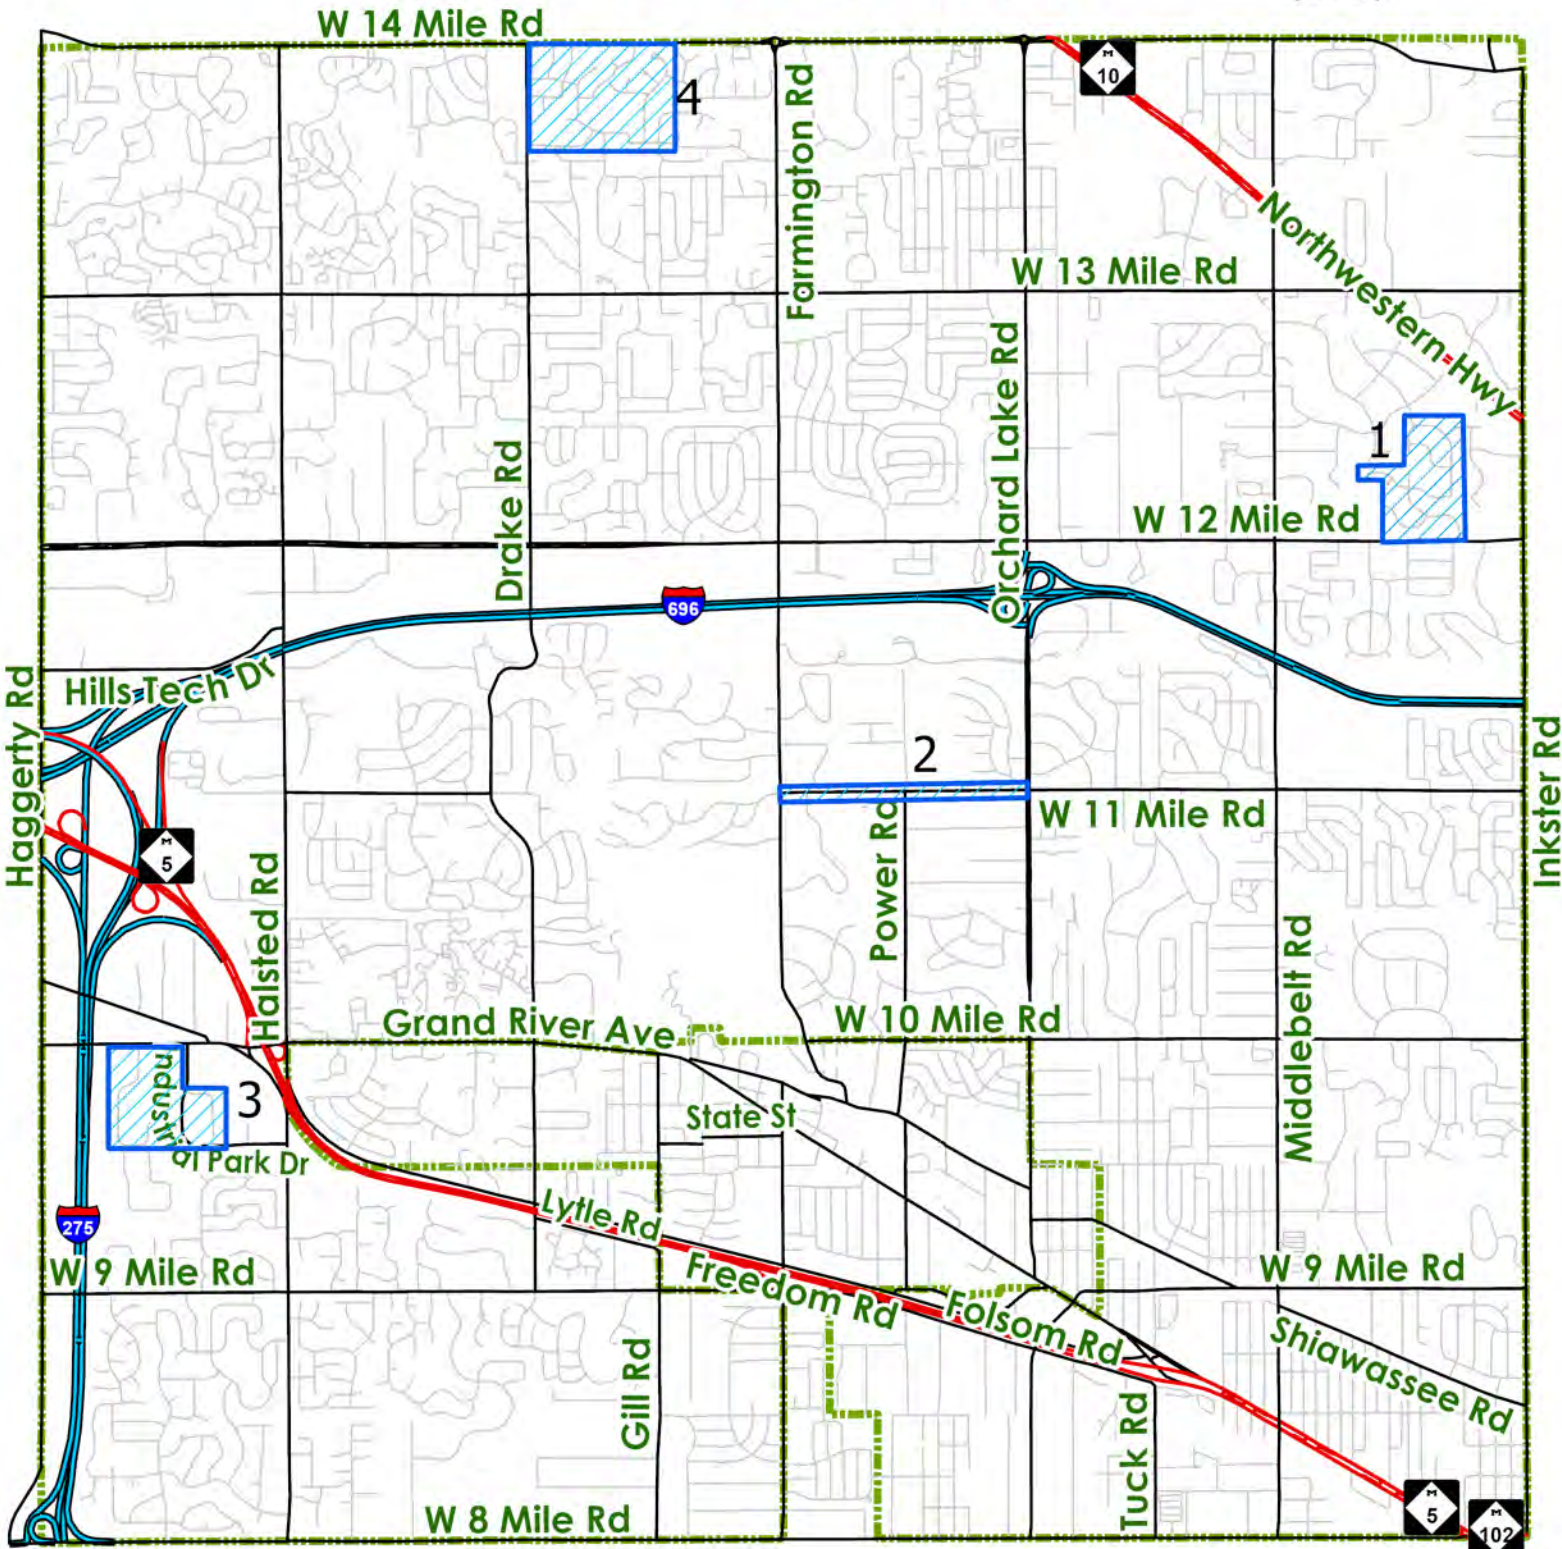 W 14 Mile Rd
M
10
4
Farmington Rd
Northwestern Hwy
W 13 Mile Rd
Orchard Lake Rd
1
Drake Rd
W 12 Mile Rd
696
Hills Tech Dr
Haggerty Rd
2
Inkster Rd
W 11 Mile Rd
Power Rd
M
5
Halsted Rd
Middlebelt Rd
Grand River Ave
W 10 Mile Rd
3
Industrial Park Dr
State St
275
Lytle Rd
W 9 Mile Rd
W 9 Mile Rd
Freedom Rd
Folsom Rd
Shiawassee Rd
Gill Rd
Tuck Rd
W 8 Mile Rd
M
5
M
102